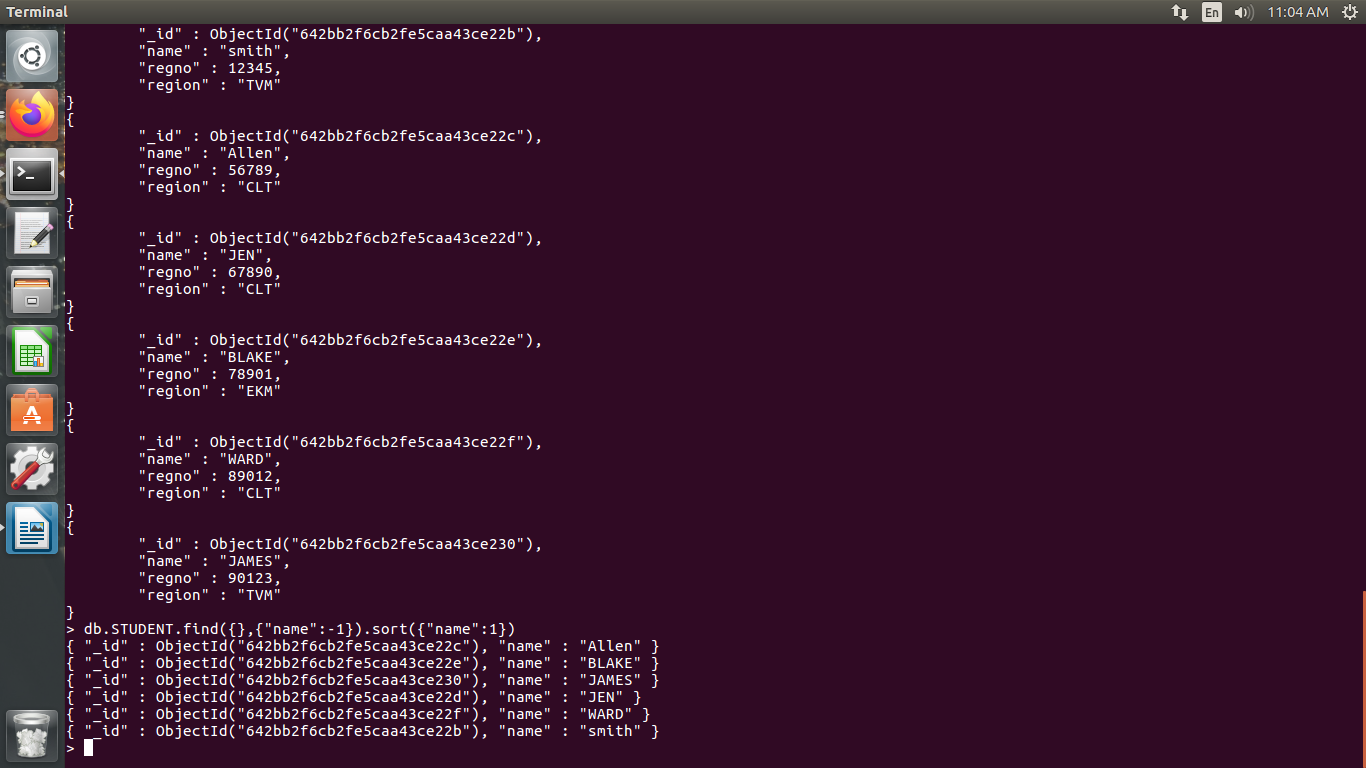 Terminal
En
11:04 AM
"_id" : ObjectId("642bb2f6cb2fe5caa43ce22b"),
"name" : "smith",
"regno" : 12345,
"region" : "TVM"
}
{
"_id" : ObjectId("642bb2f6cb2fe5caa43ce22c"),
"name" : "Allen",
"regno" : 56789,
"region" : "CLT"
}
{
"_id" : ObjectId("642bb2f6cb2fe5caa43ce22d"),
"name" : "JEN",
"regno" : 67890,
"region" : "CLT"
}
{
"_id" : ObjectId("642bb2f6cb2fe5caa43ce22e"),
"name" : "BLAKE",
"regno" : 78901,
"region" : "EKM"
}
{
"_id" : ObjectId("642bb2f6cb2fe5caa43ce22f"),
"name" : "WARD",
"regno" : 89012,
"region" : "CLT"
}
{
"_id" : ObjectId("642bb2f6cb2fe5caa43ce230"),
"name" : "JAMES",
"regno" : 90123,
"region" : "TVM"
}
> db.STUDENT.find({},{"name":-1}).sort({"name":1})
{ "_id" : ObjectId("642bb2f6cb2fe5caa43ce22c"), "name" : "Allen" }
{ "_id" : ObjectId("642bb2f6cb2fe5caa43ce22e"), "name" : "BLAKE" }
{ "_id" : ObjectId("642bb2f6cb2fe5caa43ce230"), "name" : "JAMES" }
{ "_id" : ObjectId("642bb2f6cb2fe5caa43ce22d"), "name" : "JEN" }
{ "_id" : ObjectId("642bb2f6cb2fe5caa43ce22f"), "name" : "WARD" }
{ "_id" : ObjectId("642bb2f6cb2fe5caa43ce22b"), "name" : "smith" }
>